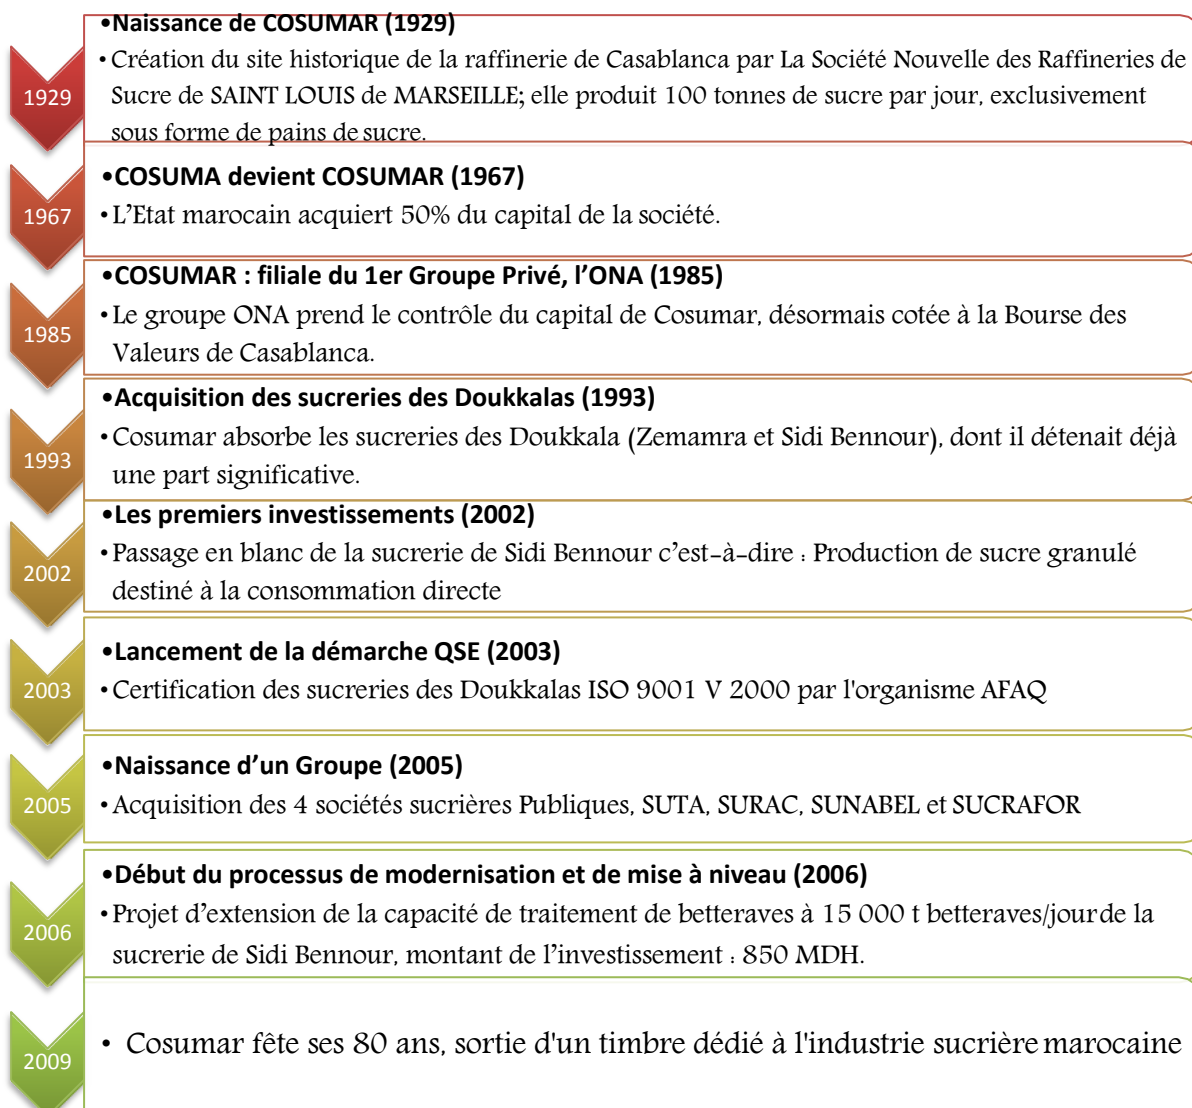 •Naissance de COSUMAR (1929)
1929
•Création du site historique de la raffinerie de Casablanca par La Société Nouvelle des Raffineries de
Sucre de SAINT LOUIS de MARSEILLE; elle produit 100 tonnes de sucre par jour, exclusivement
sous forme de pains de sucre.
•COSUMA devient COSUMAR (1967)
1967
•L’Etat marocain acquiert 50% du capital de la société.
•COSUMAR : filiale du 1er Groupe Privé, l’ONA (1985)
1985
•Le groupe ONA prend le contrôle du capital de Cosumar, désormais cotée à la Bourse des
Valeurs de Casablanca.
•Acquisition des sucreries des Doukkalas (1993)
1993
•Cosumar absorbe les sucreries des Doukkala (Zemamra et Sidi Bennour), dont il détenait déjà
une part significative.
•Les premiers investissements (2002)
2002
•Passage en blanc de la sucrerie de Sidi Bennour c’est-à-dire : Production de sucre granulé
destiné à la consommation directe
•Lancement de la démarche QSE (2003)
2003
•Certification des sucreries des Doukkalas ISO 9001 V 2000 par l'organisme AFAQ
•Naissance d’un Groupe (2005)
2005
•Acquisition des 4 sociétés sucrières Publiques, SUTA, SURAC, SUNABEL et SUCRAFOR
•Début du processus de modernisation et de mise à niveau (2006)
2006
•Projet d’extension de la capacité de traitement de betteraves à 15 000 t betteraves/jour de la
sucrerie de Sidi Bennour, montant de l’investissement : 850 MDH.
2009
• Cosumar fête ses 80 ans, sortie d'un timbre dédié à l'industrie sucrière marocaine